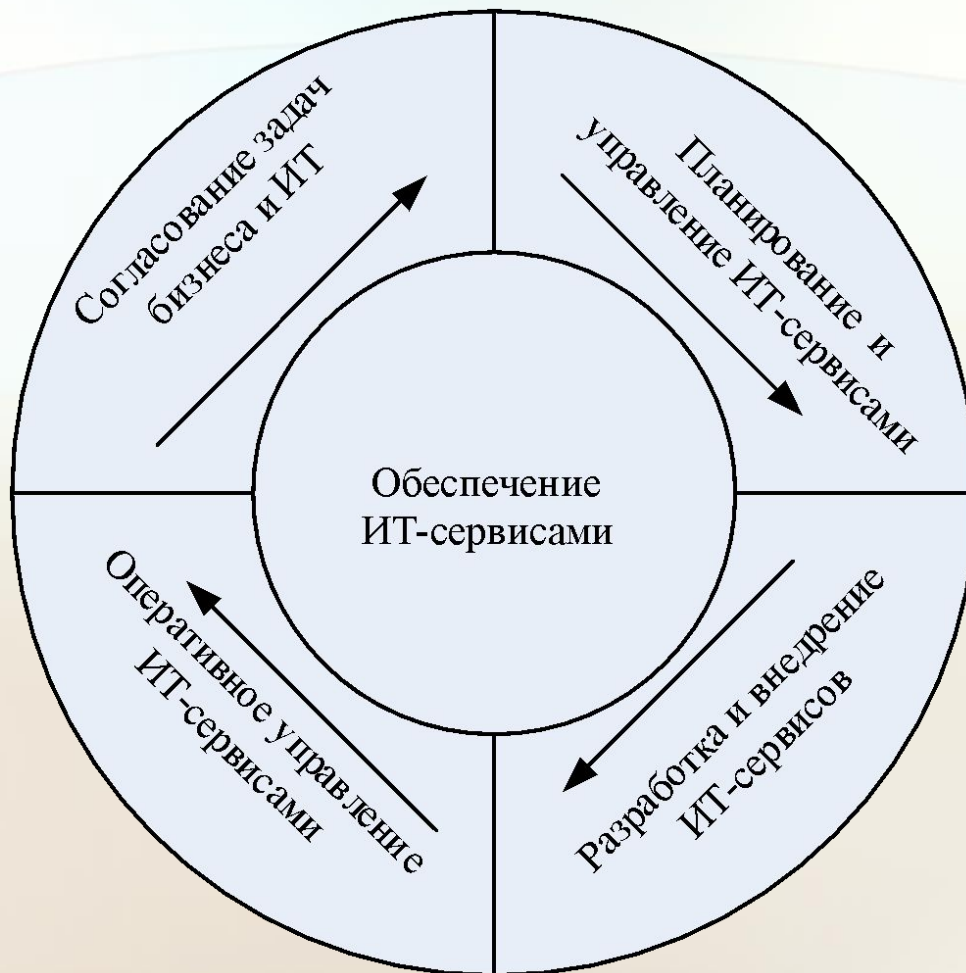 Согласование задач
бизнеса и ИТ
Планирование и
управление ИТ-сервисами
Обеспечение
ИТ-сервисами
Оперативное управление
ИТ-сервисами
Разработка и внедрение
ИТ-сервисов